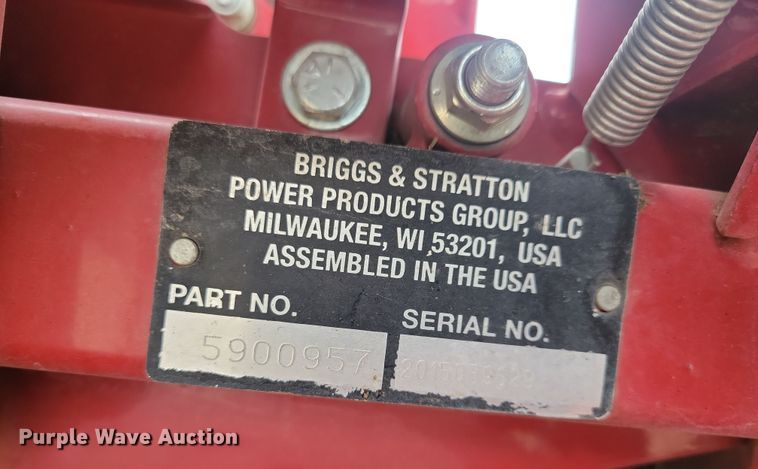 BRIGGS & STRATTON
POWER PRODUCTS GROUP, LLC
MILWAUKEE, WI 53201, USA
ASSEMBLED IN THE USA
PART NO.
SERIAL NO.
5900957
Purple Wave Auction